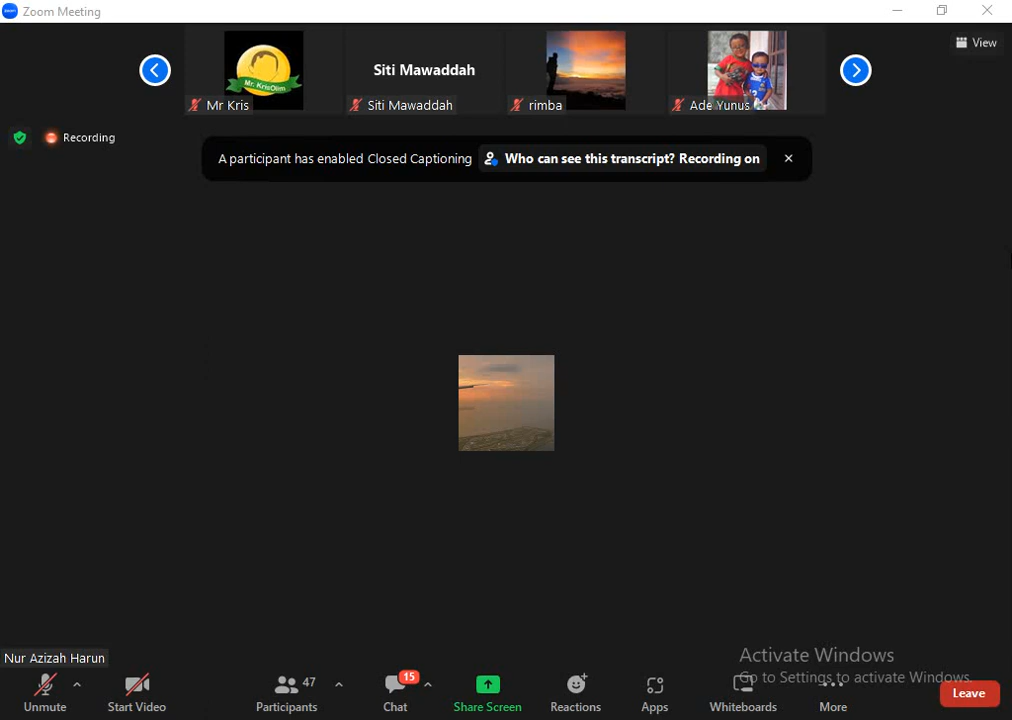 Zoom Meeting
View
Mr. KrisOlim
Siti Mawaddah
Mr Kris
Siti Mawaddah
rimba
Ade Yunus
Recording
A participant has enabled Closed Captioning
Who can see this transcript? Recording on
Nur Azizah Harun
Activate Windows
Go to Settings to activate Windows.
47
15
Unmute
Start Video
Participants
Chat
Share Screen
Reactions
Apps
Whiteboards
More
Leave